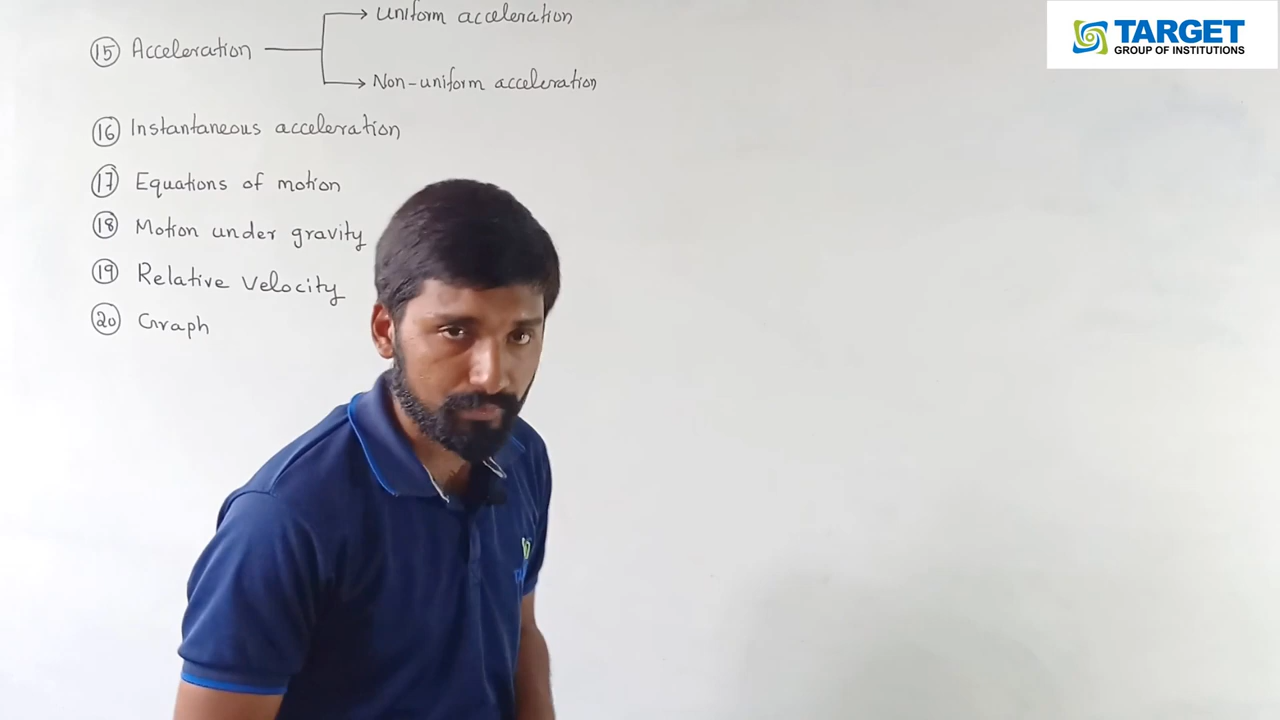 Uniform acceleration
15 Acceleration
Non-uniform acceleration
16 Instantaneous acceleration
17 Equations of motion
18 Motion under gravity
19 Relative Velocity
20 Graph
TARGET
GROUP OF INSTITUTIONS